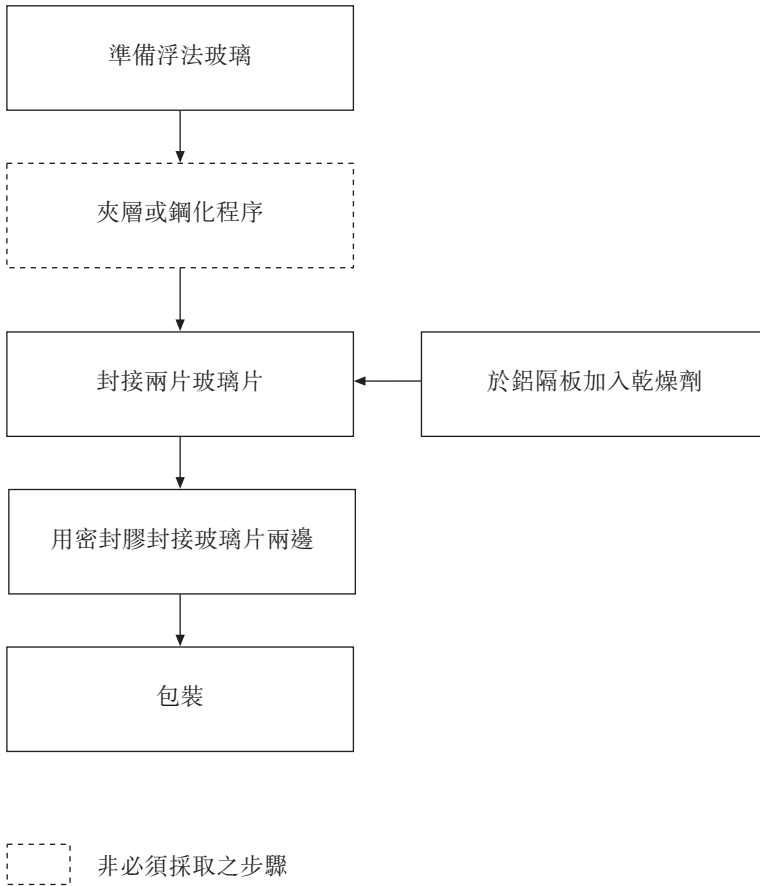 準備浮法玻璃
夾層或鋼化程序
封接兩片玻璃片
於鋁隔板加入乾燥劑
用密封膠封接玻璃片兩邊
包裝
非必須採取之步驟